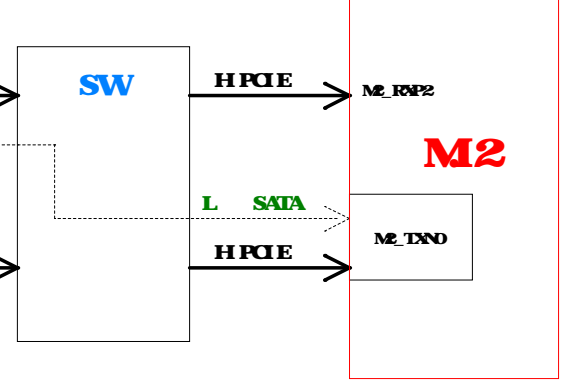 SW
H PCIE
M2_RXP2
M2
L SATA
M2_TXN0
H PCIE